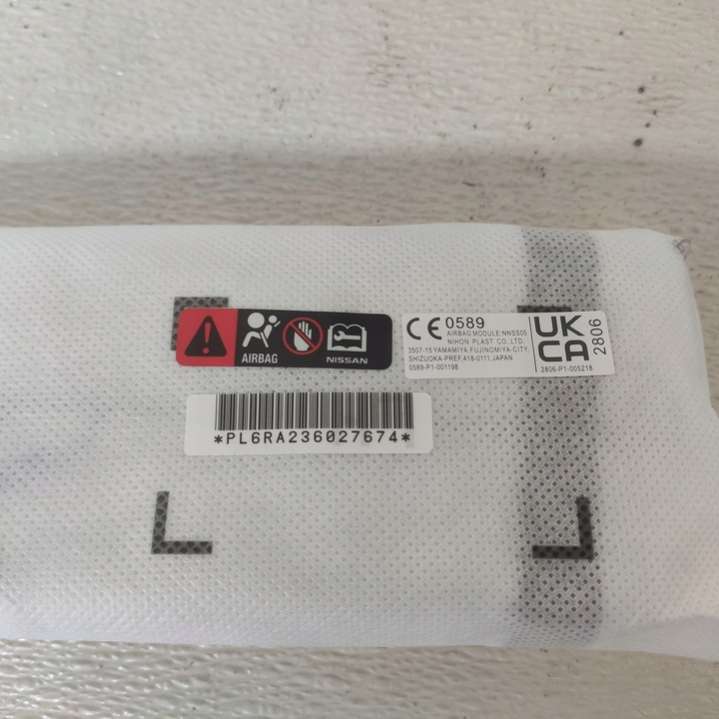 AIRBAG
NISSAN
CE 0589
AIRBAG MODULE:NNSS05
NIHON PLAST CO.,LTD.
3507-15 YAMAMIYA,FUJINOMIYA-CITY,
SHIZUOKA-PREF.418-0111,JAPAN
0589-P1-001198
UK
CA
2806
2806-P1-005218
*PL6RA236027674*